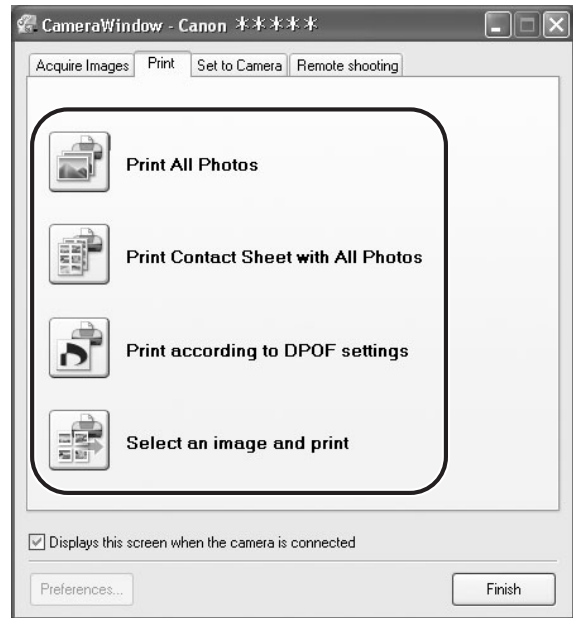 CameraWindow - Canon *****
Acquire Images Print Set to Camera Remote shooting
Print All Photos
Print Contact Sheet with All Photos
Print according to DPOF settings
Select an image and print
Displays this screen when the camera is connected
Preferences... Finish